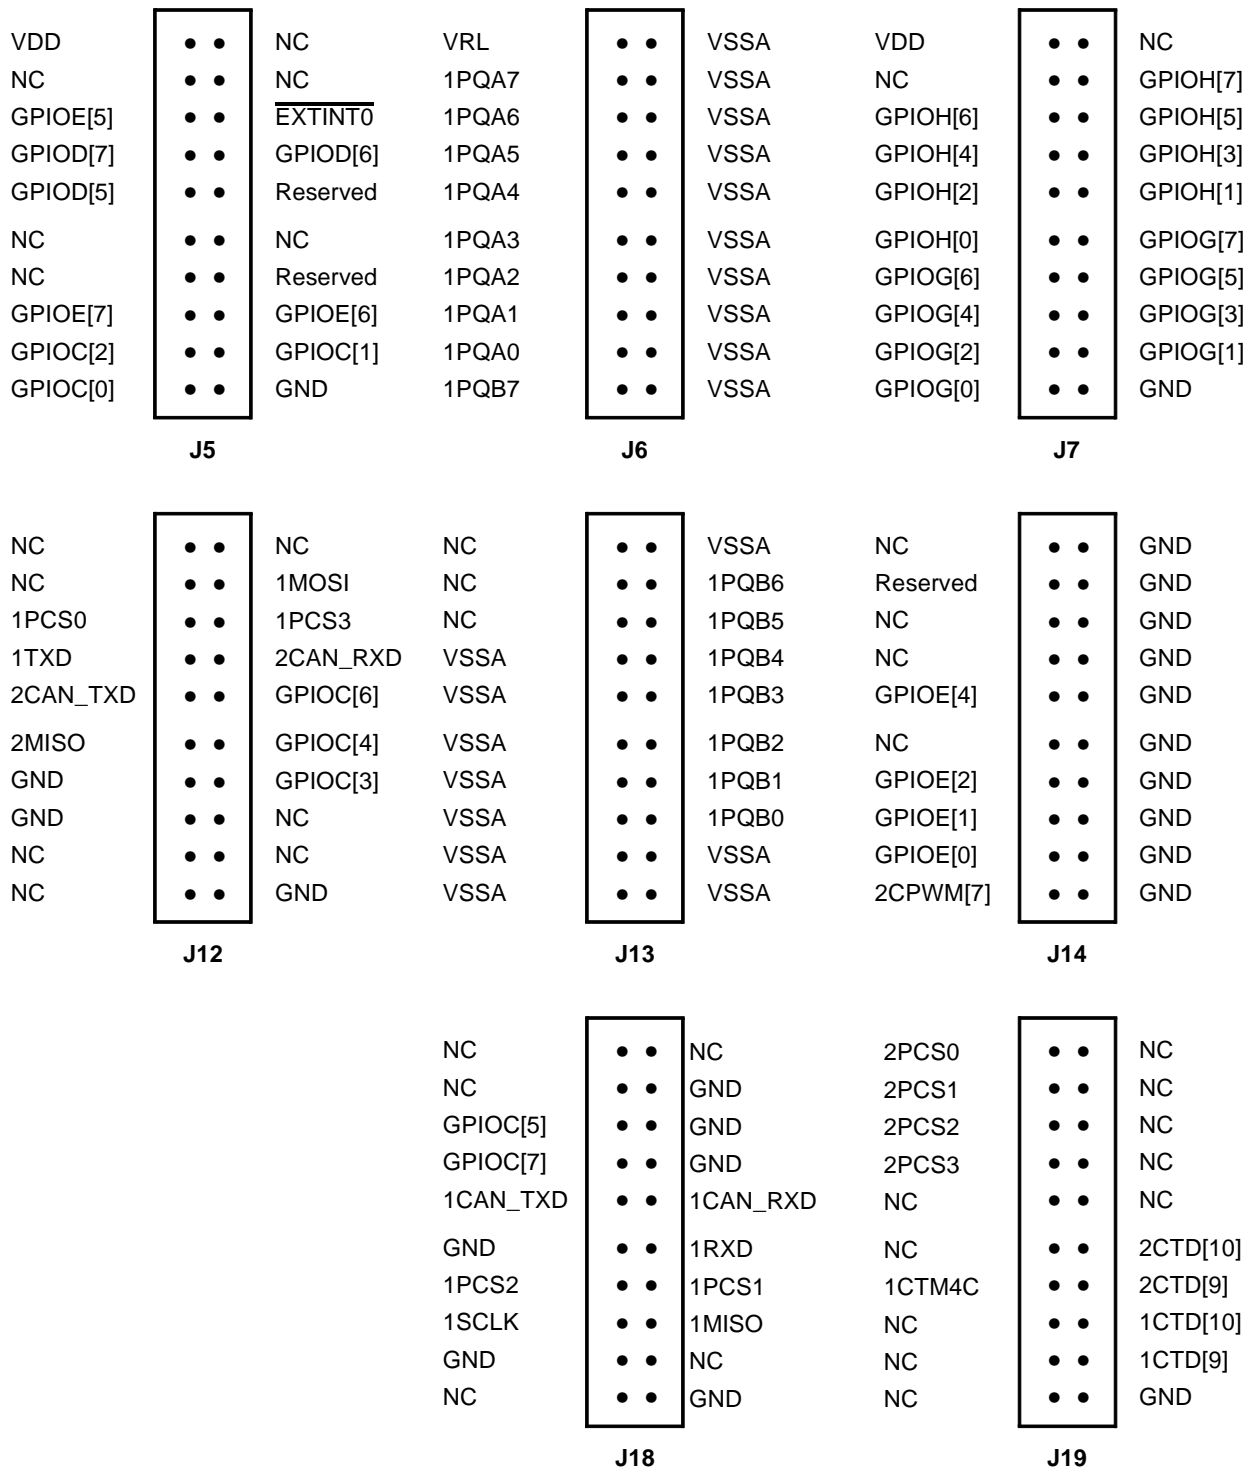 VDD NC VRL VSSA VDD NC
NC NC 1PQA7 VSSA NC GPIOH[7]
GPIOE[5] EXTINT0 1PQA6 VSSA GPIOH[6] GPIOH[5]
GPIOD[7] GPIOD[6] 1PQA5 VSSA GPIOH[4] GPIOH[3]
GPIOD[5] Reserved 1PQA4 VSSA GPIOH[2] GPIOH[1]
NC NC 1PQA3 VSSA GPIOH[0] GPIOG[7]
NC Reserved 1PQA2 VSSA GPIOG[6] GPIOG[5]
GPIOE[7] GPIOE[6] 1PQA1 VSSA GPIOG[4] GPIOG[3]
GPIOC[2] GPIOC[1] 1PQA0 VSSA GPIOG[2] GPIOG[1]
GPIOC[0] GND 1PQB7 VSSA GPIOG[0] GND
J5 J6 J7
NC NC NC VSSA NC GND
NC 1MOSI NC 1PQB6 Reserved GND
1PCS0 1PCS3 NC 1PQB5 NC GND
1TXD 2CAN_RXD VSSA 1PQB4 NC GND
2CAN_TXD GPIOC[6] VSSA 1PQB3 GPIOE[4] GND
2MISO GPIOC[4] VSSA 1PQB2 NC GND
GND GPIOC[3] VSSA 1PQB1 GPIOE[2] GND
GND NC VSSA 1PQB0 GPIOE[1] GND
NC NC VSSA VSSA GPIOE[0] GND
NC GND VSSA VSSA 2CPWM[7] GND
J12 J13 J14
NC NC 2PCS0 NC
NC GND 2PCS1 NC
GPIOC[5] GND 2PCS2 NC
GPIOC[7] GND 2PCS3 NC
1CAN_TXD 1CAN_RXD NC NC
GND 1RXD NC 2CTD[10]
1PCS2 1PCS1 1CTM4C 2CTD[9]
1SCLK 1MISO NC 1CTD[10]
GND NC NC 1CTD[9]
NC GND NC GND
J18 J19